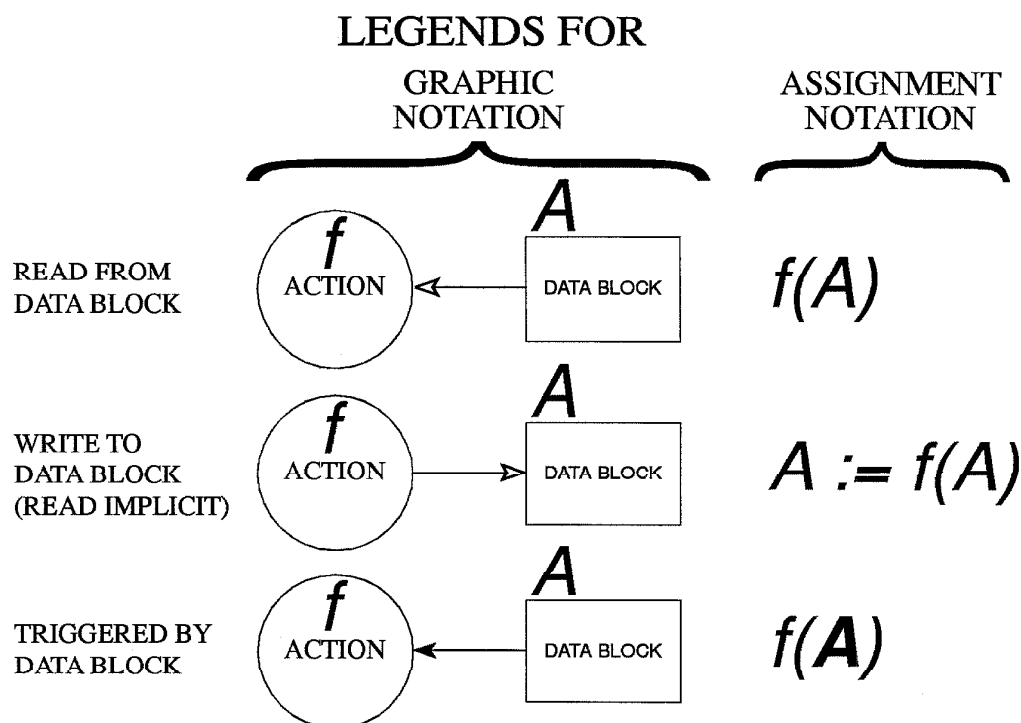 LEGENDS FOR
GRAPHIC
NOTATION
ASSIGNMENT
NOTATION
READ FROM
DATA BLOCK
f
ACTION
A
DATA BLOCK
f(A)
WRITE TO
DATA BLOCK
(READ IMPLICIT)
f
ACTION
A
DATA BLOCK
A := f(A)
TRIGGERED BY
DATA BLOCK
f
ACTION
A
DATA BLOCK
f(A)